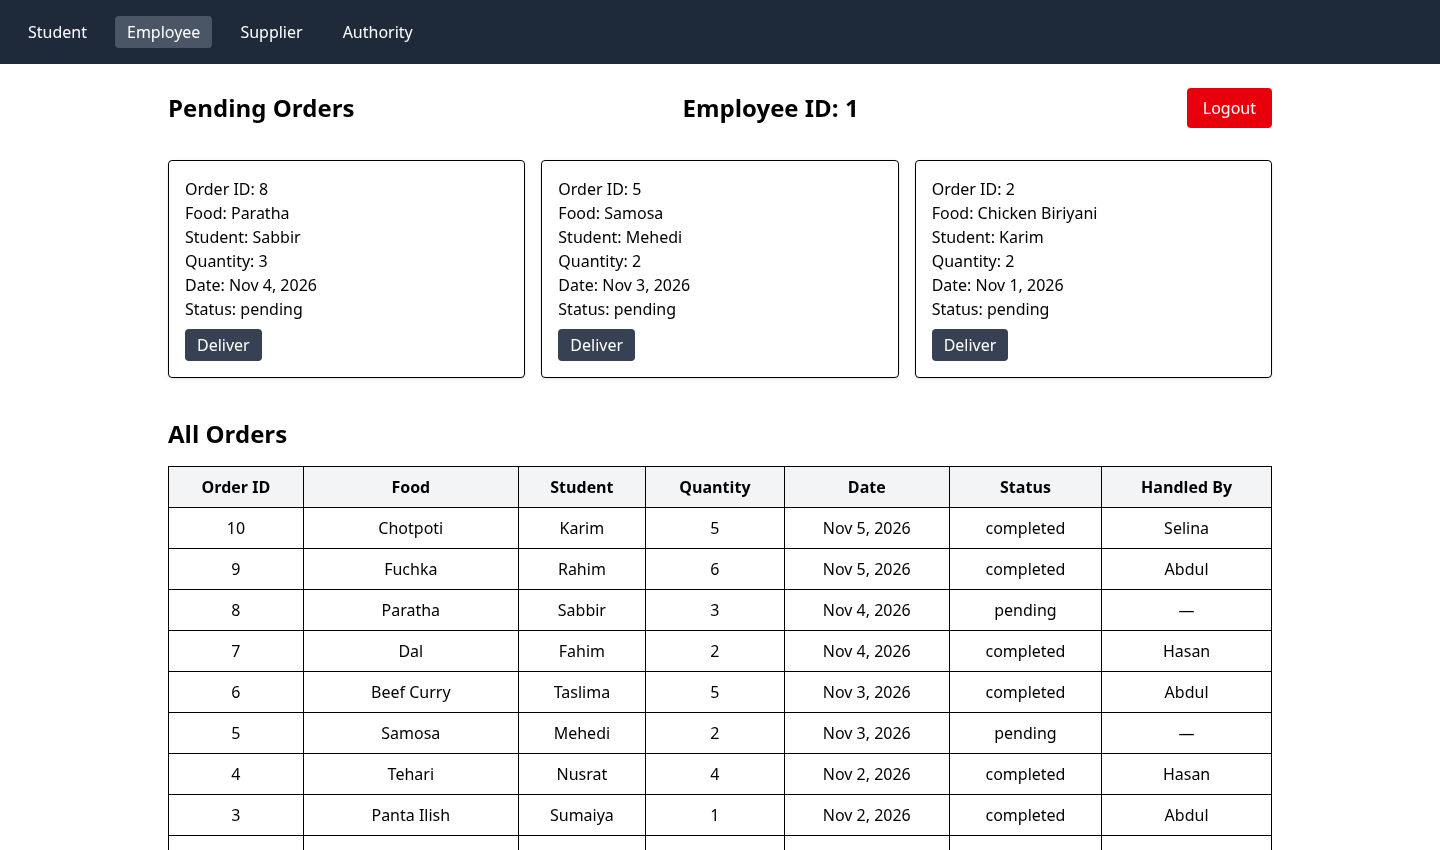 Student Employee Supplier Authority
Pending Orders Employee ID: 1 Logout
Order ID: 8
Food: Paratha
Student: Sabbir
Quantity: 3
Date: Nov 4, 2026
Status: pending
Deliver
Order ID: 5
Food: Samosa
Student: Mehedi
Quantity: 2
Date: Nov 3, 2026
Status: pending
Deliver
Order ID: 2
Food: Chicken Biriyani
Student: Karim
Quantity: 2
Date: Nov 1, 2026
Status: pending
Deliver
All Orders
Order ID Food Student Quantity Date Status Handled By
10 Chotpoti Karim 5 Nov 5, 2026 completed Selina
9 Fuchka Rahim 6 Nov 5, 2026 completed Abdul
8 Paratha Sabbir 3 Nov 4, 2026 pending —
7 Dal Fahim 2 Nov 4, 2026 completed Hasan
6 Beef Curry Taslima 5 Nov 3, 2026 completed Abdul
5 Samosa Mehedi 2 Nov 3, 2026 pending —
4 Tehari Nusrat 4 Nov 2, 2026 completed Hasan
3 Panta Ilish Sumaiya 1 Nov 2, 2026 completed Abdul